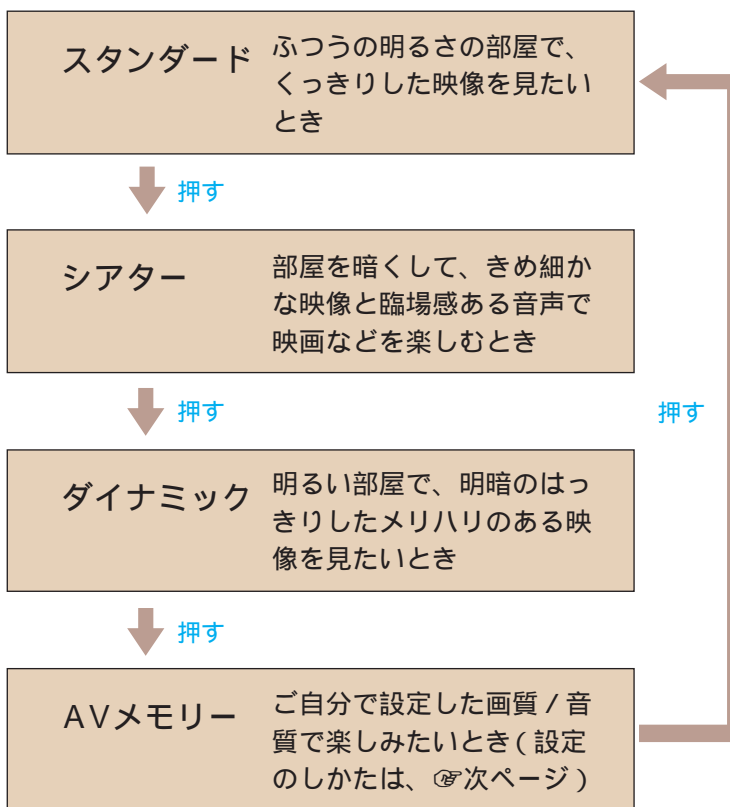 スタンダード
ふつうの明るさの部屋で、
くっきりした映像を見たい
とき
押す
シアター
部屋を暗くして、きめ細か
な映像と臨場感ある音声で
映画などを楽しむとき
押す
押す
ダイナミック
明るい部屋で、明暗のはっ
きりしたメリハリのある映
像を見たいとき
押す
AVメモリー
ご自分で設定した画質/音
質で楽しみたいとき(設定
のしかたは、☞次ページ)